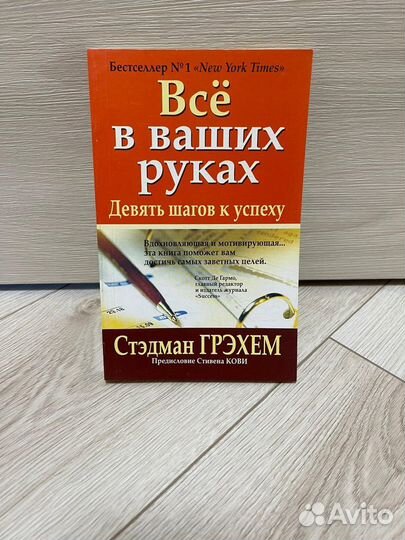 Бестселлер №1 «New York Times»
Всё
в ваших
руках
Девять шагов к успеху
Вдохновляющая и мотивирующая...
эта книга поможет вам
достичь самых заветных целей.
Скотт Де Гармо,
главный редактор
и издатель журнала
«Success»
Стэдман ГРЭХЕМ
Предисловие Стивена КОВИ
Avito